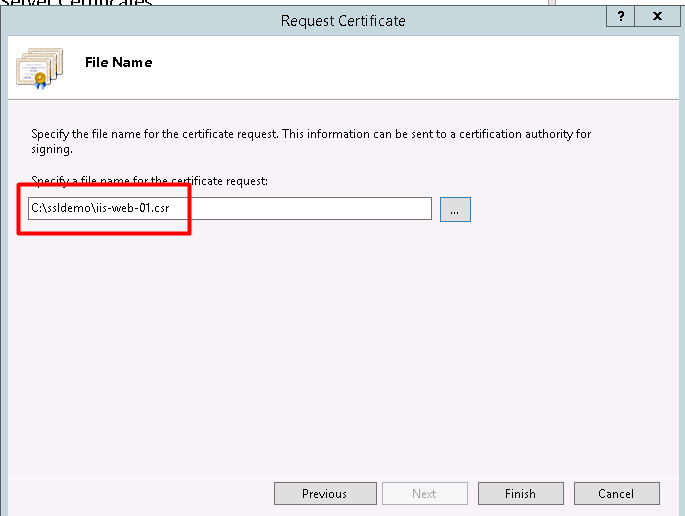 Server Certificates
Request Certificate
?
x
File Name
Specify the file name for the certificate request. This information can be sent to a certification authority for
signing.
Specify a file name for the certificate request:
C:\ssldemo\iis-web-01.csr
...
Previous
Next
Finish
Cancel